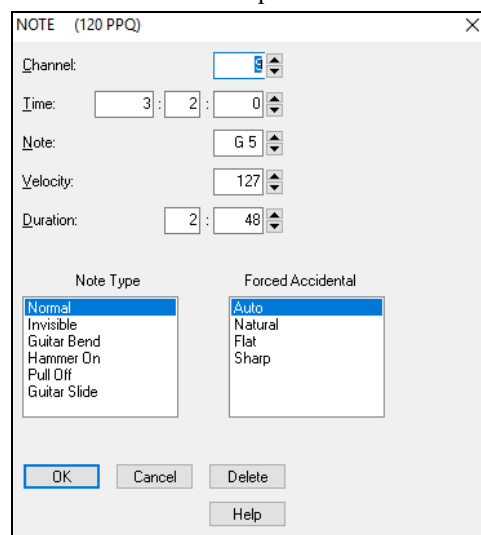 NOTE (120 PPQ)
Channel: 9
Time: 3 : 2 : 0
Note: G 5
Velocity: 127
Duration: 2 : 48
Note Type Forced Accidental
Normal Auto
Invisible Natural
Guitar Bend Flat
Hammer On Sharp
Pull Off
Guitar Slide
OK Cancel Delete
Help